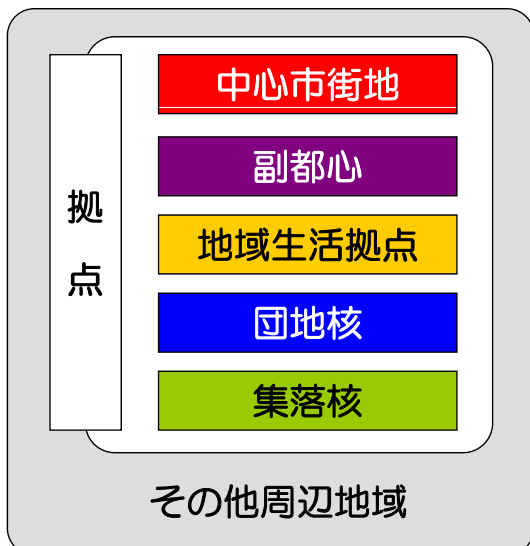 拠点
中心市街地
副都心
地域生活拠点
団地核
集落核
その他周辺地域